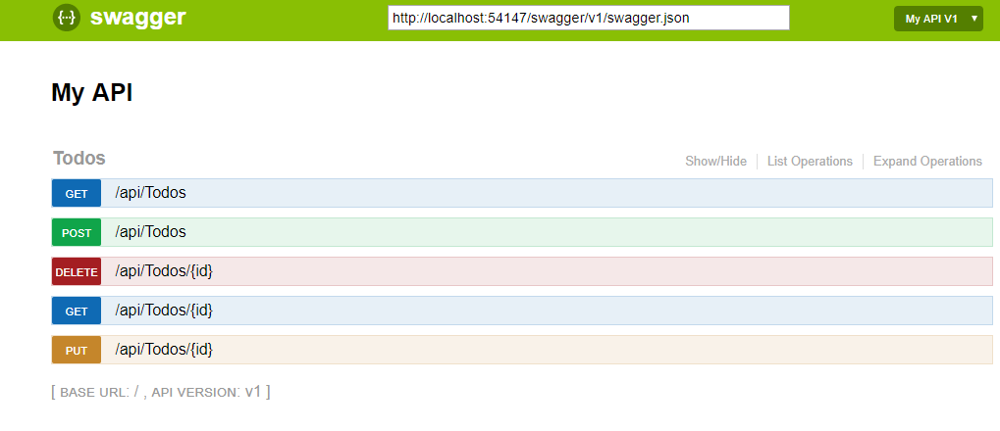 {··} swagger http://localhost:54147/swagger/v1/swagger.json My API V1 ▼
My API
Todos Show/Hide List Operations Expand Operations
GET /api/Todos
POST /api/Todos
DELETE /api/Todos/{id}
GET /api/Todos/{id}
PUT /api/Todos/{id}
[ BASE URL: / , API VERSION: v1 ]